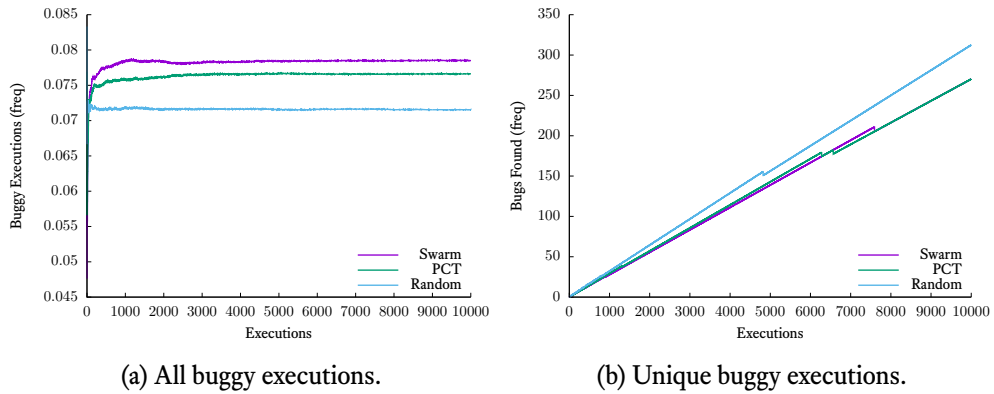 0.085
0.08
0.075
0.07
0.065
0.06
0.055
0.05
0.045
Buggy Executions (freq)
0 1000 2000 3000 4000 5000 6000 7000 8000 9000 10000
Executions
Swarm
PCT
Random
(a) All buggy executions.
350
300
250
200
150
100
50
0
Bugs Found (freq)
0 1000 2000 3000 4000 5000 6000 7000 8000 9000 10000
Executions
Swarm
PCT
Random
(b) Unique buggy executions.